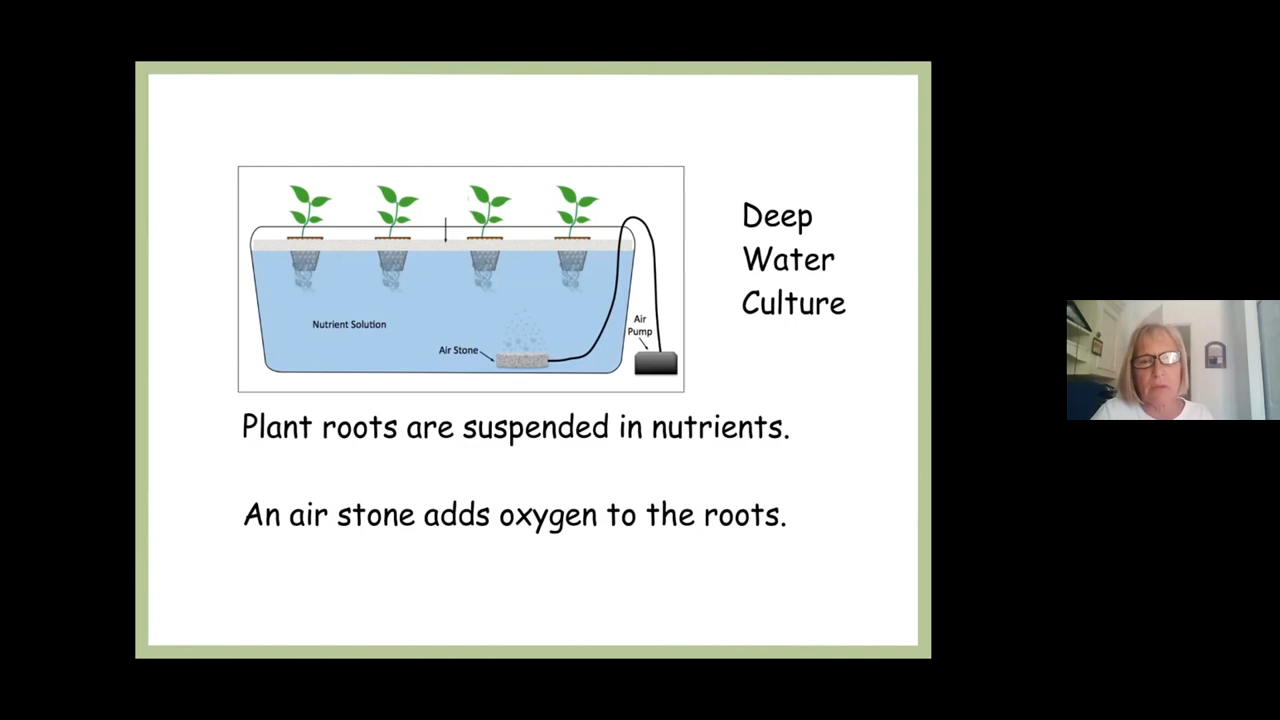 Deep
Water
Culture
Nutrient Solution
Air Stone
Air
Pump
Plant roots are suspended in nutrients.
An air stone adds oxygen to the roots.